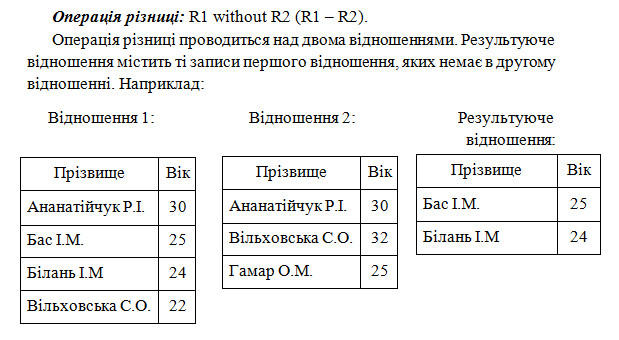 Операція різниці: R1 without R2 (R1 – R2).
Операція різниці проводиться над двома відношеннями. Результуюче
відношення містить ті записи першого відношення, яких немає в другому
відношенні. Наприклад:
Відношення 1:
Прізвище Вік
Ананатійчук Р.І. 30
Бас І.М. 25
Білань І.М 24
Вільховська С.О. 22
Відношення 2:
Прізвище Вік
Ананатійчук Р.І. 30
Вільховська С.О. 32
Гамар О.М. 25
Результуюче
відношення:
Прізвище Вік
Бас І.М. 25
Білань І.М 24